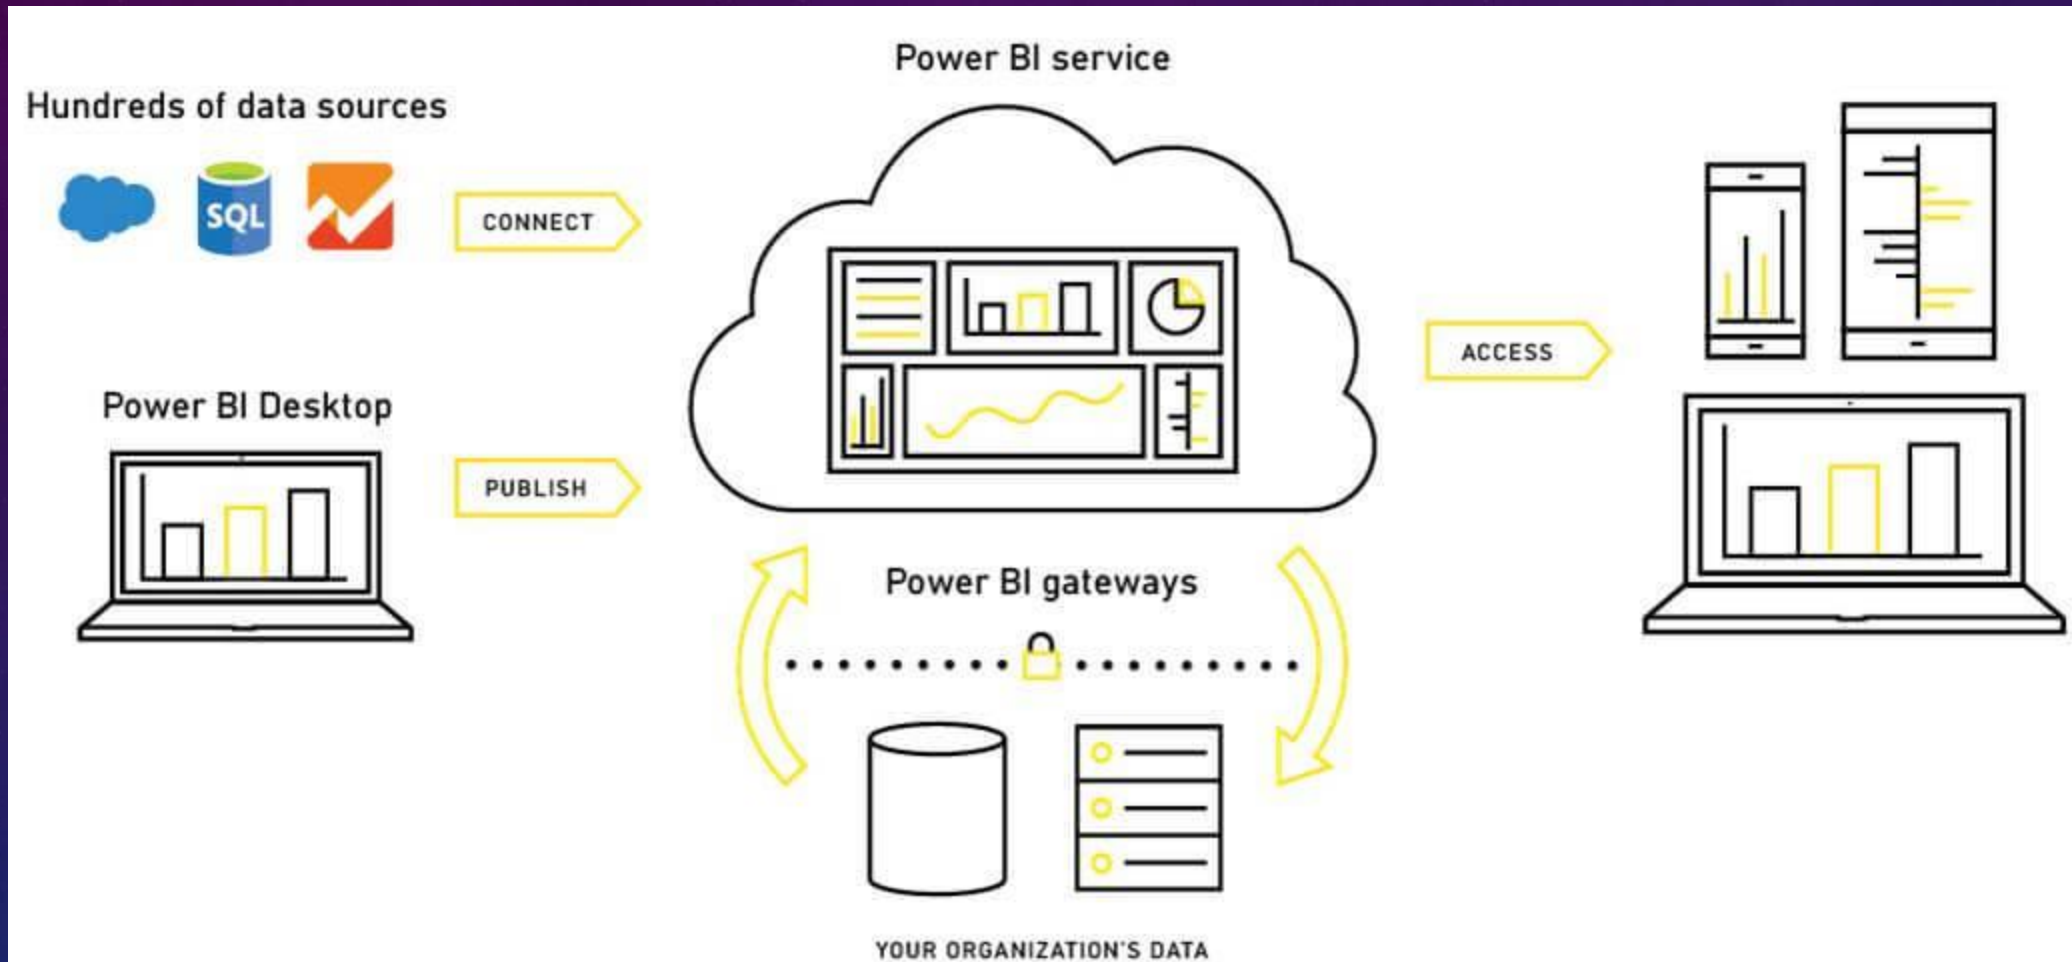 Power BI service
Hundreds of data sources
SQL
CONNECT
ACCESS
Power BI Desktop
PUBLISH
Power BI gateways
YOUR ORGANIZATION'S DATA